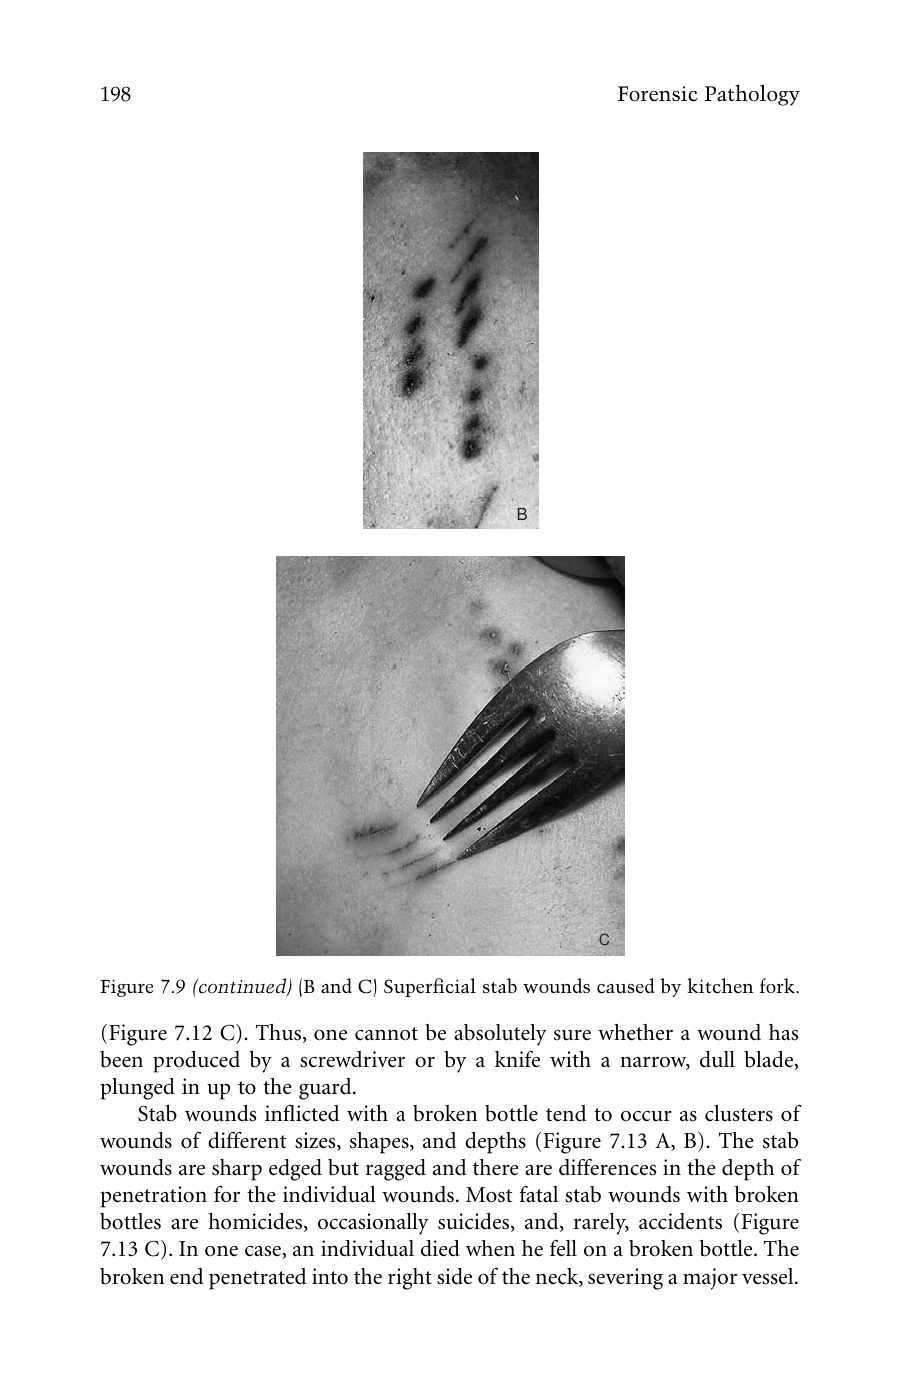 198
Forensic Pathology
B
C
Figure 7.9 (continued) (B and C) Superficial stab wounds caused by kitchen fork.
(Figure 7.12 C). Thus, one cannot be absolutely sure whether a wound has
been produced by a screwdriver or by a knife with a narrow, dull blade,
plunged in up to the guard.
Stab wounds inflicted with a broken bottle tend to occur as clusters of
wounds of different sizes, shapes, and depths (Figure 7.13 A, B). The stab
wounds are sharp edged but ragged and there are differences in the depth of
penetration for the individual wounds. Most fatal stab wounds with broken
bottles are homicides, occasionally suicides, and, rarely, accidents (Figure
7.13 C). In one case, an individual died when he fell on a broken bottle. The
broken end penetrated into the right side of the neck, severing a major vessel.